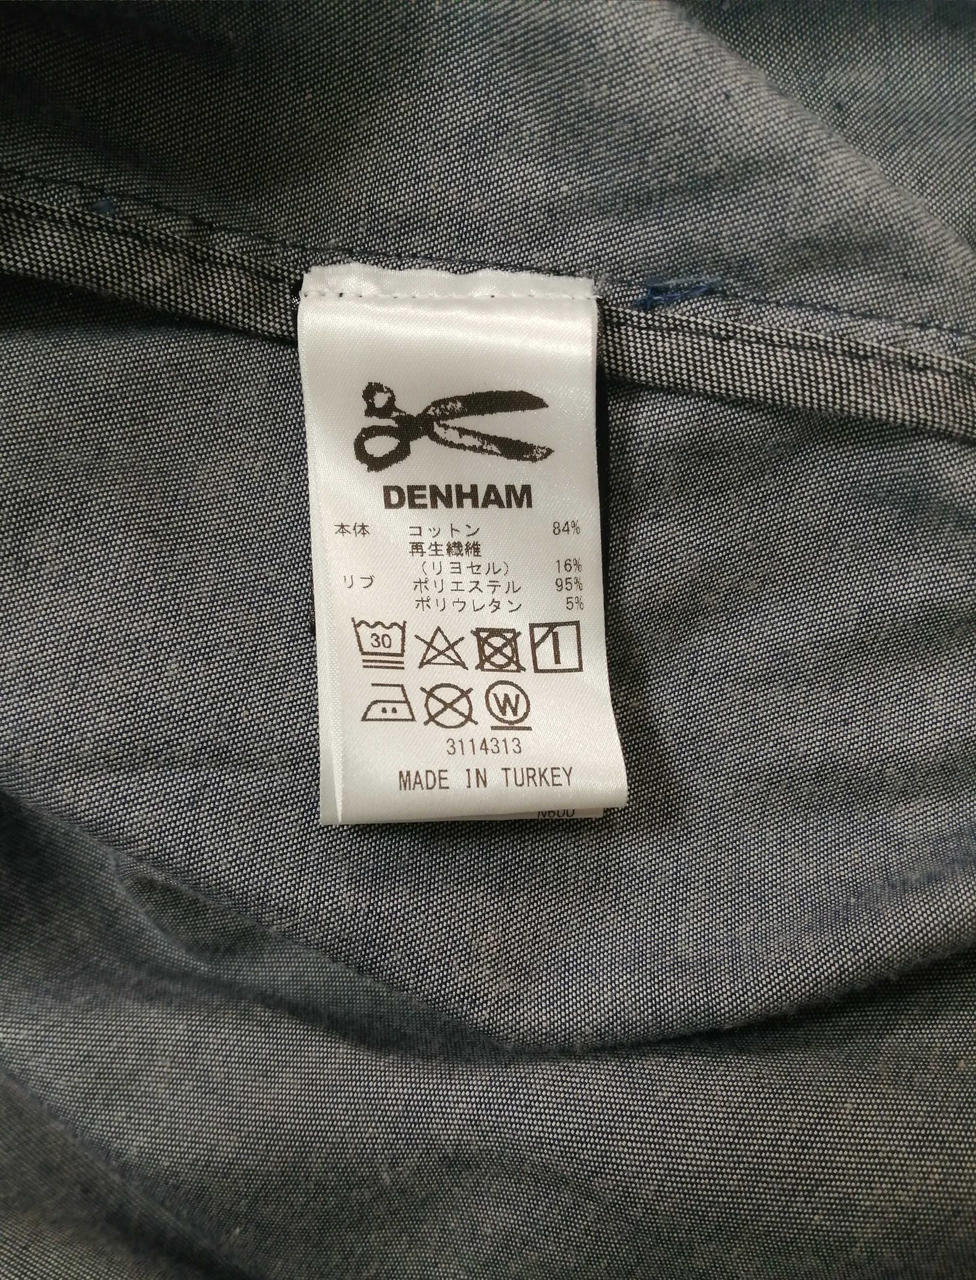 DENHAM
本体 コットン 84%
再生繊維
(リヨセル) 16%
リブ ポリエステル 95%
ポリウレタン 5%
30
W
3114313
MADE IN TURKEY